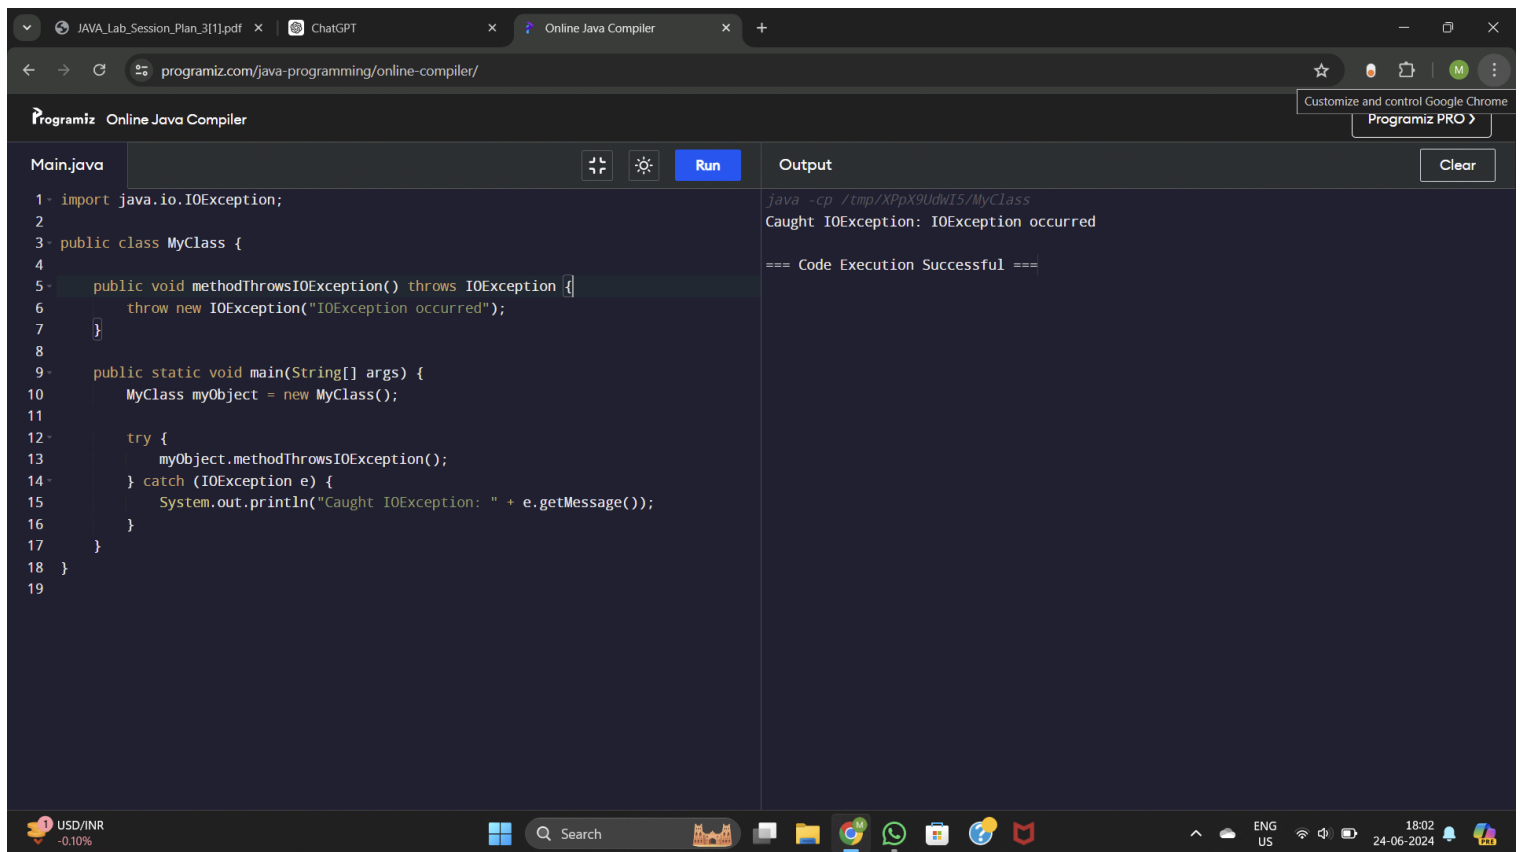 JAVA_Lab_Session_Plan_3[1].pdf
ChatGPT
Online Java Compiler
programiz.com/java-programming/online-compiler/
M
Customize and control Google Chrome
Programiz Online Java Compiler
Programiz PRO
Main.java
Run
Output
Clear
1 import java.io.IOException;
2
3 public class MyClass {
4
5 public void methodThrowsIOException() throws IOException {
6 throw new IOException("IOException occurred");
7 }
8
9 public static void main(String[] args) {
10 MyClass myObject = new MyClass();
11
12 try {
13 myObject.methodThrowsIOException();
14 } catch (IOException e) {
15 System.out.println("Caught IOException: " + e.getMessage());
16 }
17 }
18 }
19
java -cp /tmp/XPpX9UdWI5/MyClass
Caught IOException: IOException occurred
=== Code Execution Successful ===
1
USD/INR
-0.10%
Search
M
ENG
US
18:02
24-06-2024
PRE